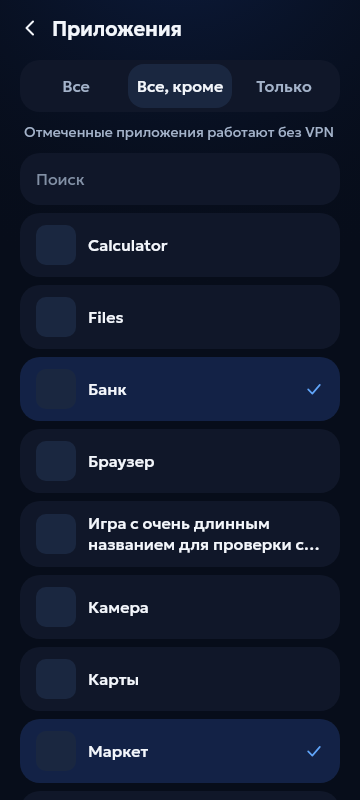 Приложения
Все
Все, кроме
Только
Отмеченные приложения работают без VPN
Поиск
Calculator
Files
Банк
Браузер
Игра с очень длинным
названием для проверки с...
Камера
Карты
Маркет